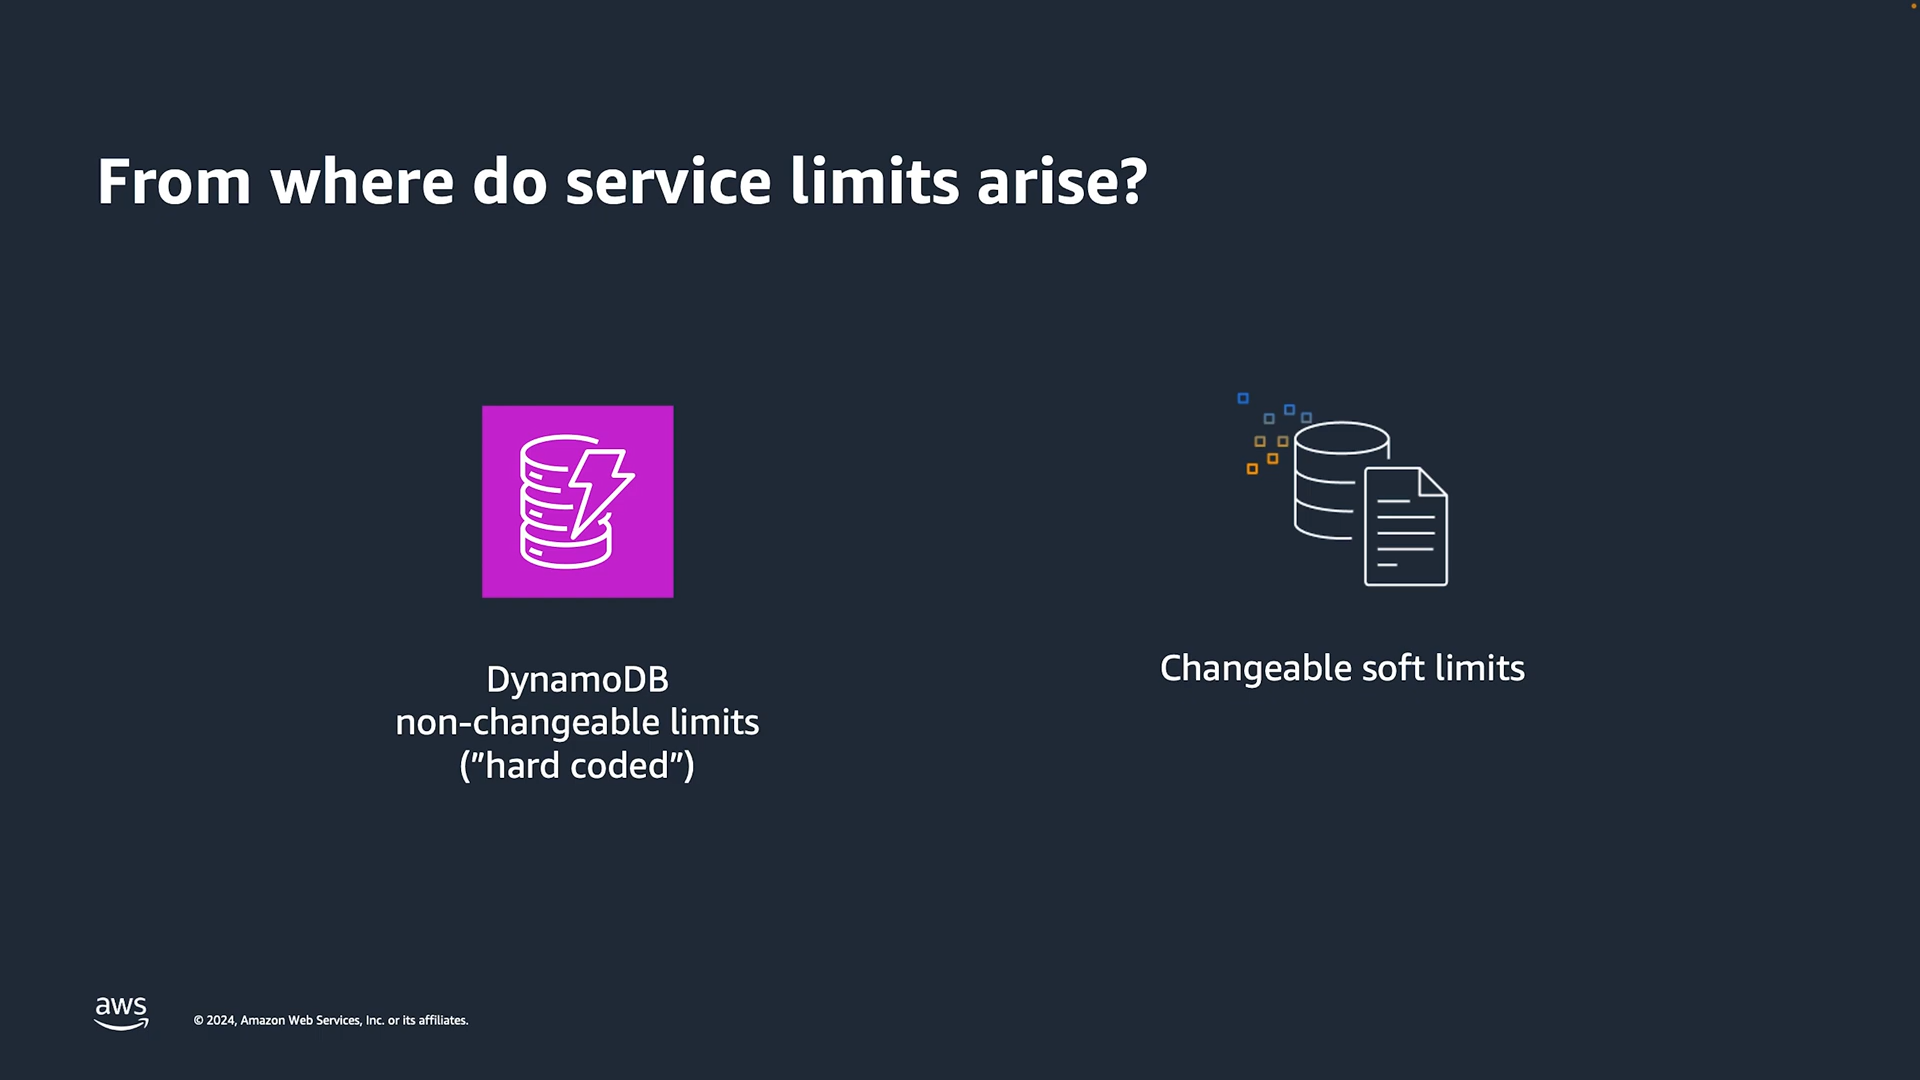 From where do service limits arise?
DynamoDB
non-changeable limits
(”hard coded”)
Changeable soft limits
aws
© 2024, Amazon Web Services, Inc. or its affiliates.